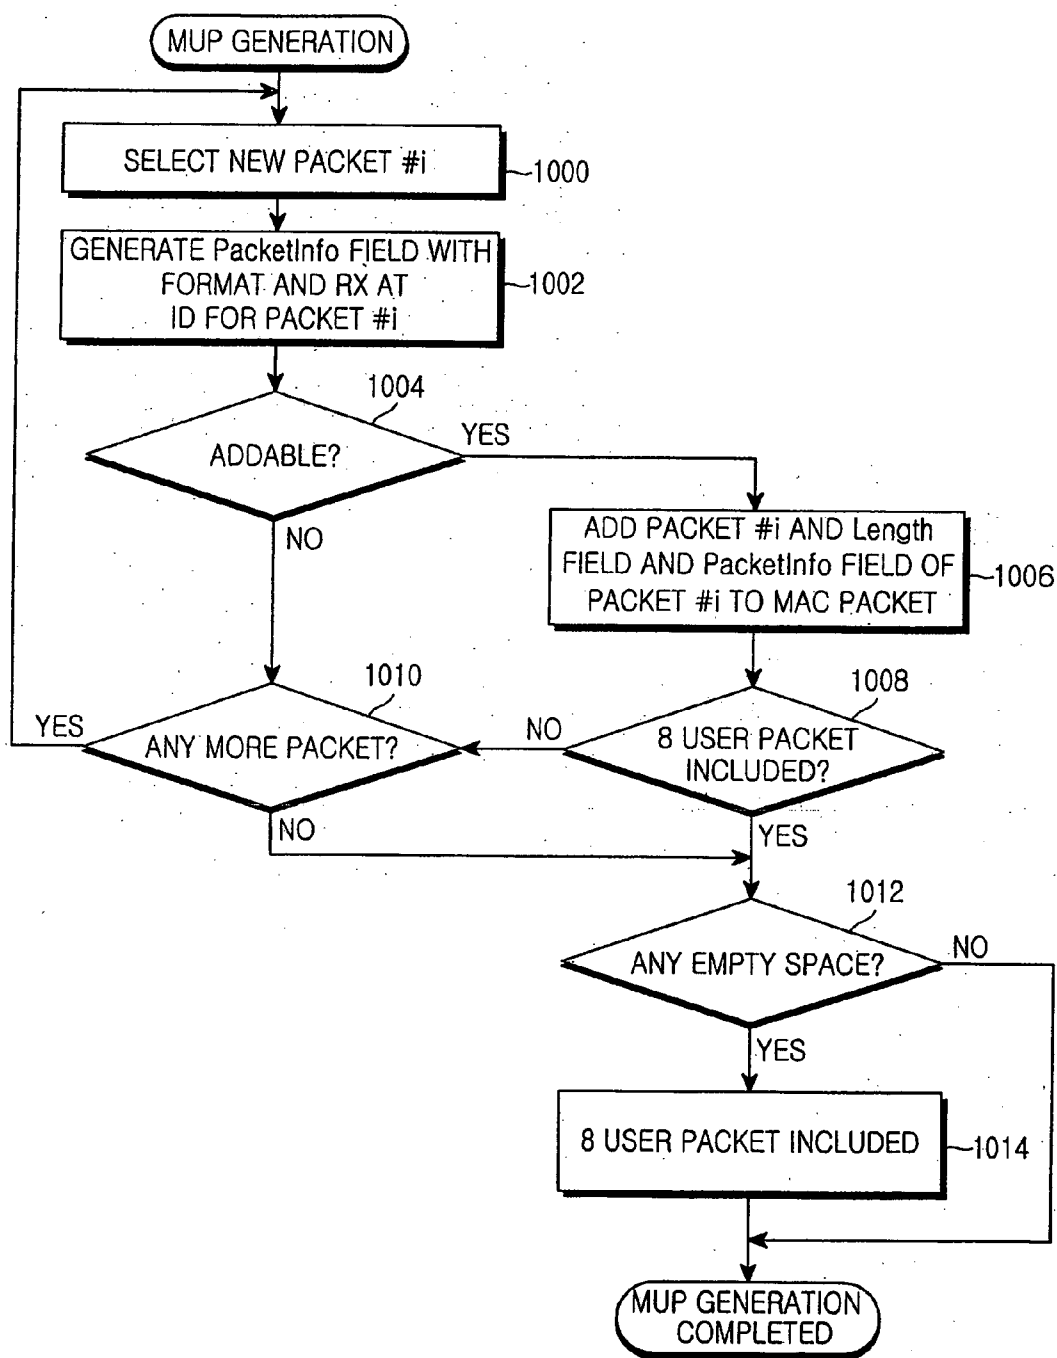 MUP GENERATION
SELECT NEW PACKET #i
1000
GENERATE PacketInfo FIELD WITH
FORMAT AND RX AT
ID FOR PACKET #i
1002
1004
ADDABLE?
YES
NO
ADD PACKET #i AND Length
FIELD AND PacketInfo FIELD OF
PACKET #i TO MAC PACKET
1006
1010
YES
ANY MORE PACKET?
NO
1008
NO
8 USER PACKET
INCLUDED?
YES
1012
ANY EMPTY SPACE?
NO
YES
8 USER PACKET INCLUDED
1014
MUP GENERATION
COMPLETED